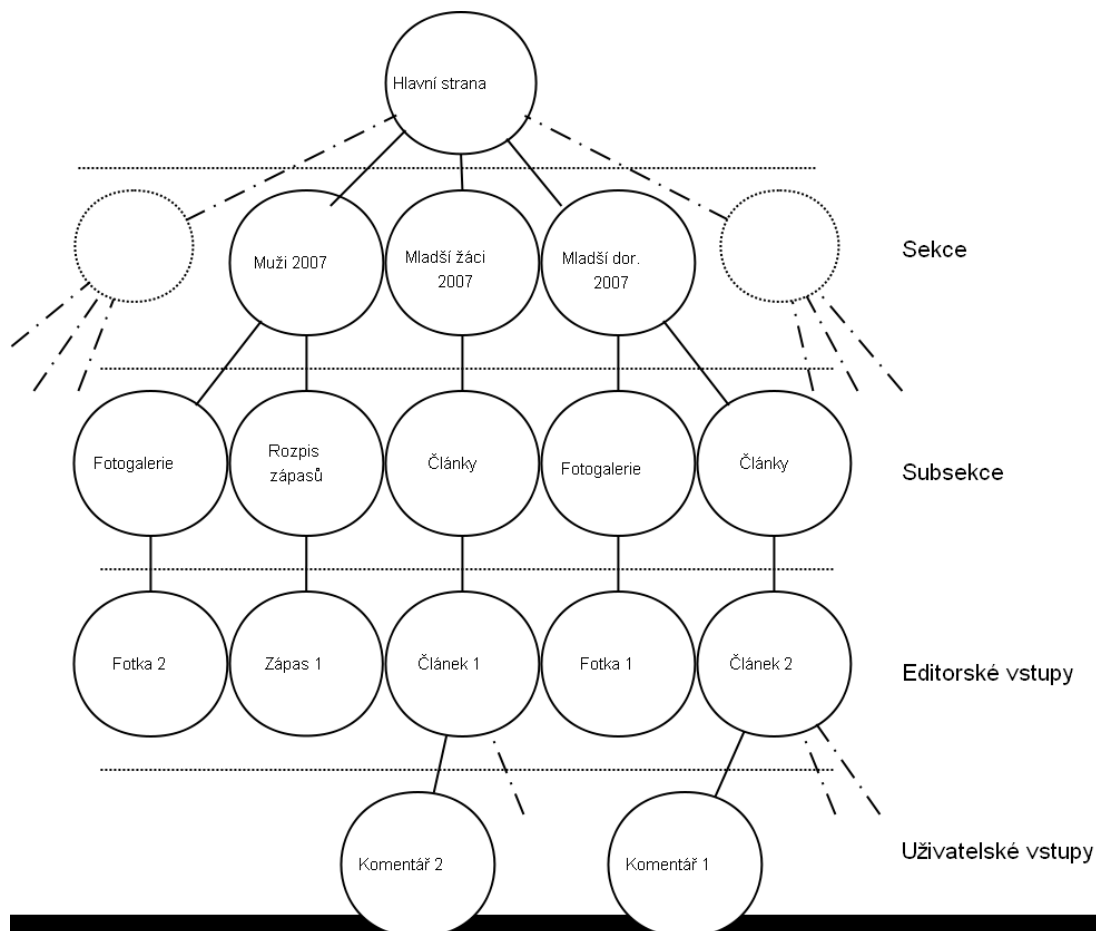 Hlavní strana
Muži 2007
Mladší žáci
2007
Mladší dor.
2007
Sekce
Fotogalerie
Rozpis
zápasů
Články
Fotogalerie
Články
Subsekce
Fotka 2
Zápas 1
Článek 1
Fotka 1
Článek 2
Editorské vstupy
Komentář 2
Komentář 1
Uživatelské vstupy